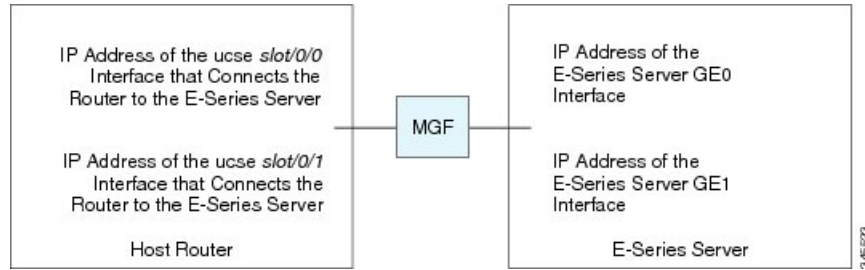 IP Address of the ucse slot/0/0
Interface that Connects the
Router to the E-Series Server
IP Address of the ucse slot/0/1
Interface that Connects the
Router to the E-Series Server
Host Router
MGF
IP Address of the
E-Series Server GE0
Interface
IP Address of the
E-Series Server GE1
Interface
E-Series Server